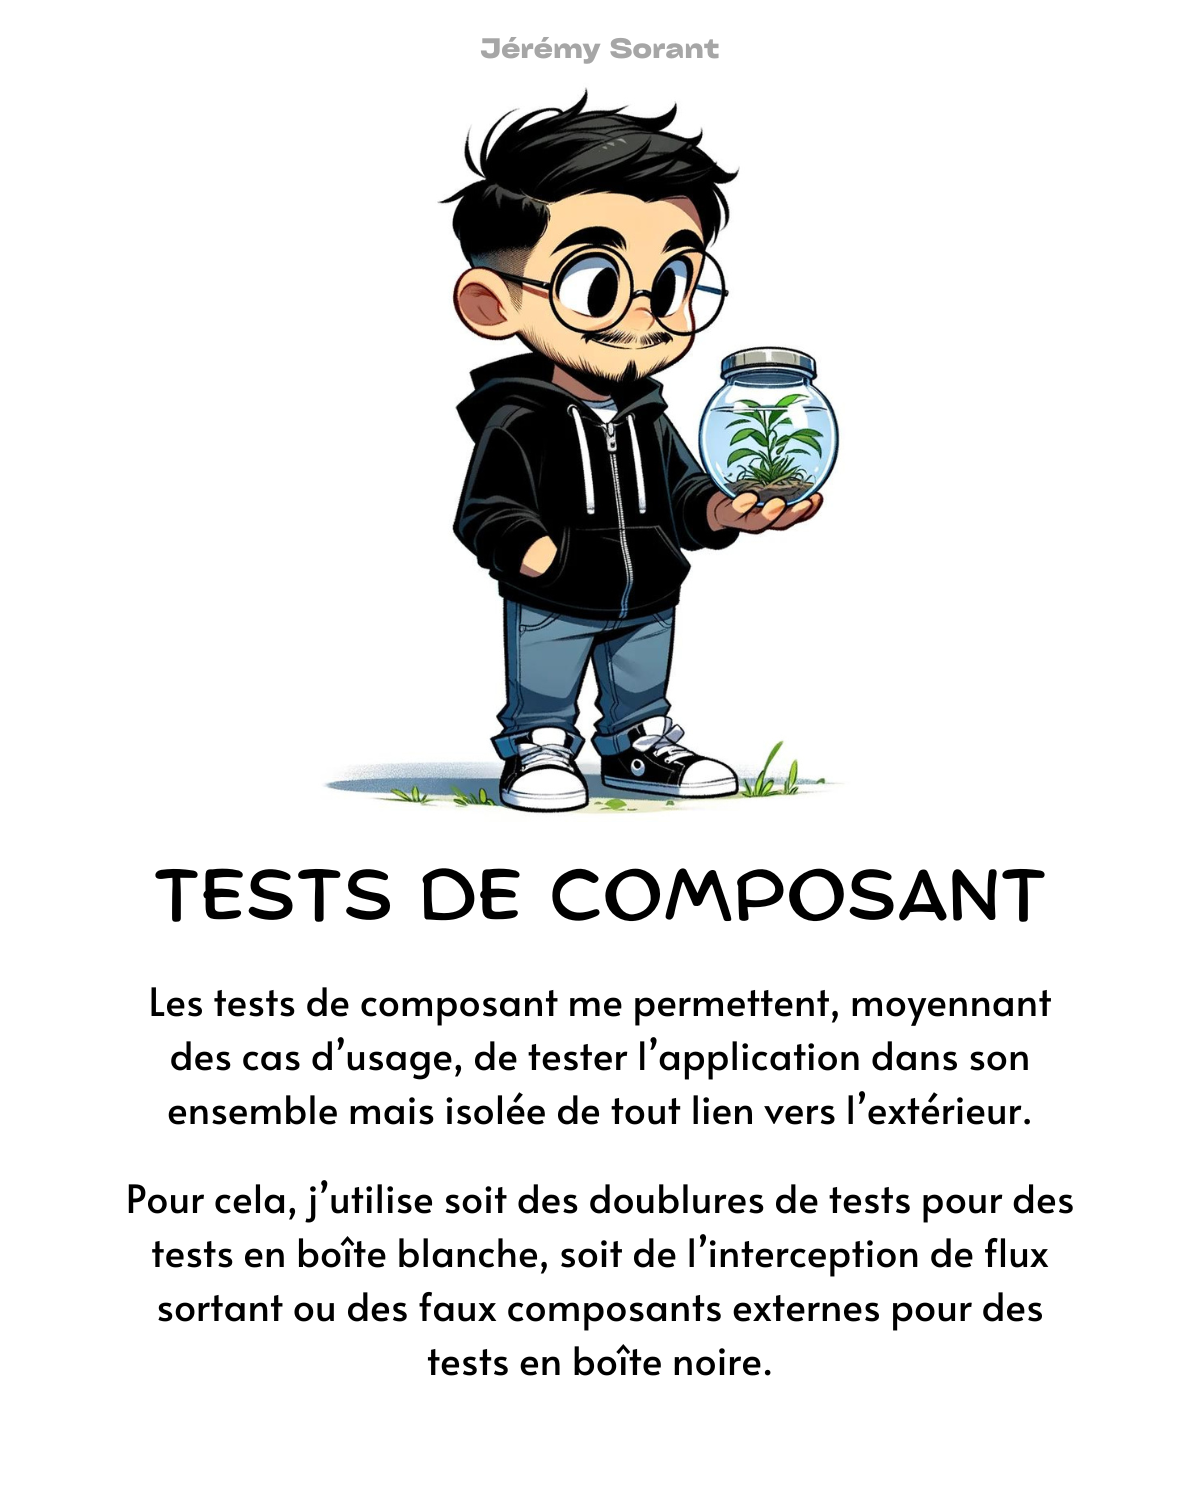 Jérémy Sorant
TESTS DE COMPOSANT
Les tests de composant me permettent, moyennant
des cas d’usage, de tester l’application dans son
ensemble mais isolée de tout lien vers l’extérieur.
Pour cela, j’utilise soit des doublures de tests pour des
tests en boîte blanche, soit de l’interception de flux
sortant ou des faux composants externes pour des
tests en boîte noire.